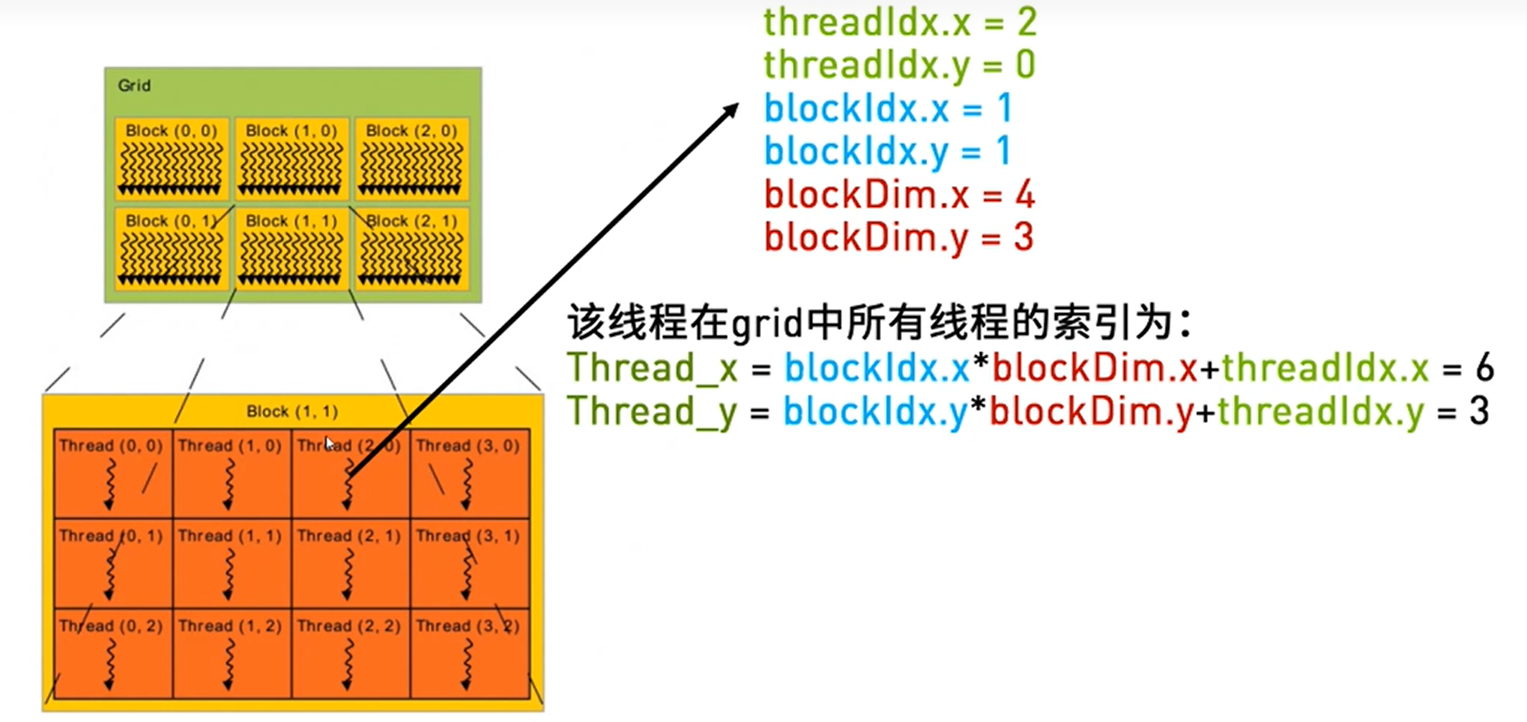 threadIdx.x = 2
threadIdx.y = 0
blockIdx.x = 1
blockIdx.y = 1
blockDim.x = 4
blockDim.y = 3
Grid
Block (0, 0) Block (1, 0) Block (2, 0)
Block (0, 1) Block (1, 1) Block (2, 1)
该线程在grid中所有线程的索引为：
Thread_x = blockIdx.x*blockDim.x+threadIdx.x = 6
Thread_y = blockIdx.y*blockDim.y+threadIdx.y = 3
Block (1, 1)
Thread (0, 0) Thread (1, 0) Thread (2, 0) Thread (3, 0)
Thread (0, 1) Thread (1, 1) Thread (2, 1) Thread (3, 1)
Thread (0, 2) Thread (1, 2) Thread (2, 2) Thread (3, 2)